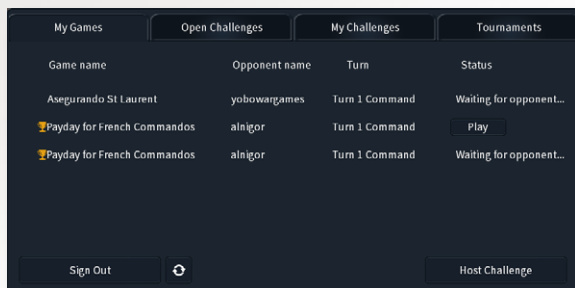 My Games Open Challenges My Challenges Tournaments
Game name Opponent name Turn Status
Asegurando St Laurent yobowargames Turn 1 Command Waiting for opponent...
Payday for French Commandos alnigor Turn 1 Command Play
Payday for French Commandos alnigor Turn 1 Command Waiting for opponent...
Sign Out Host Challenge